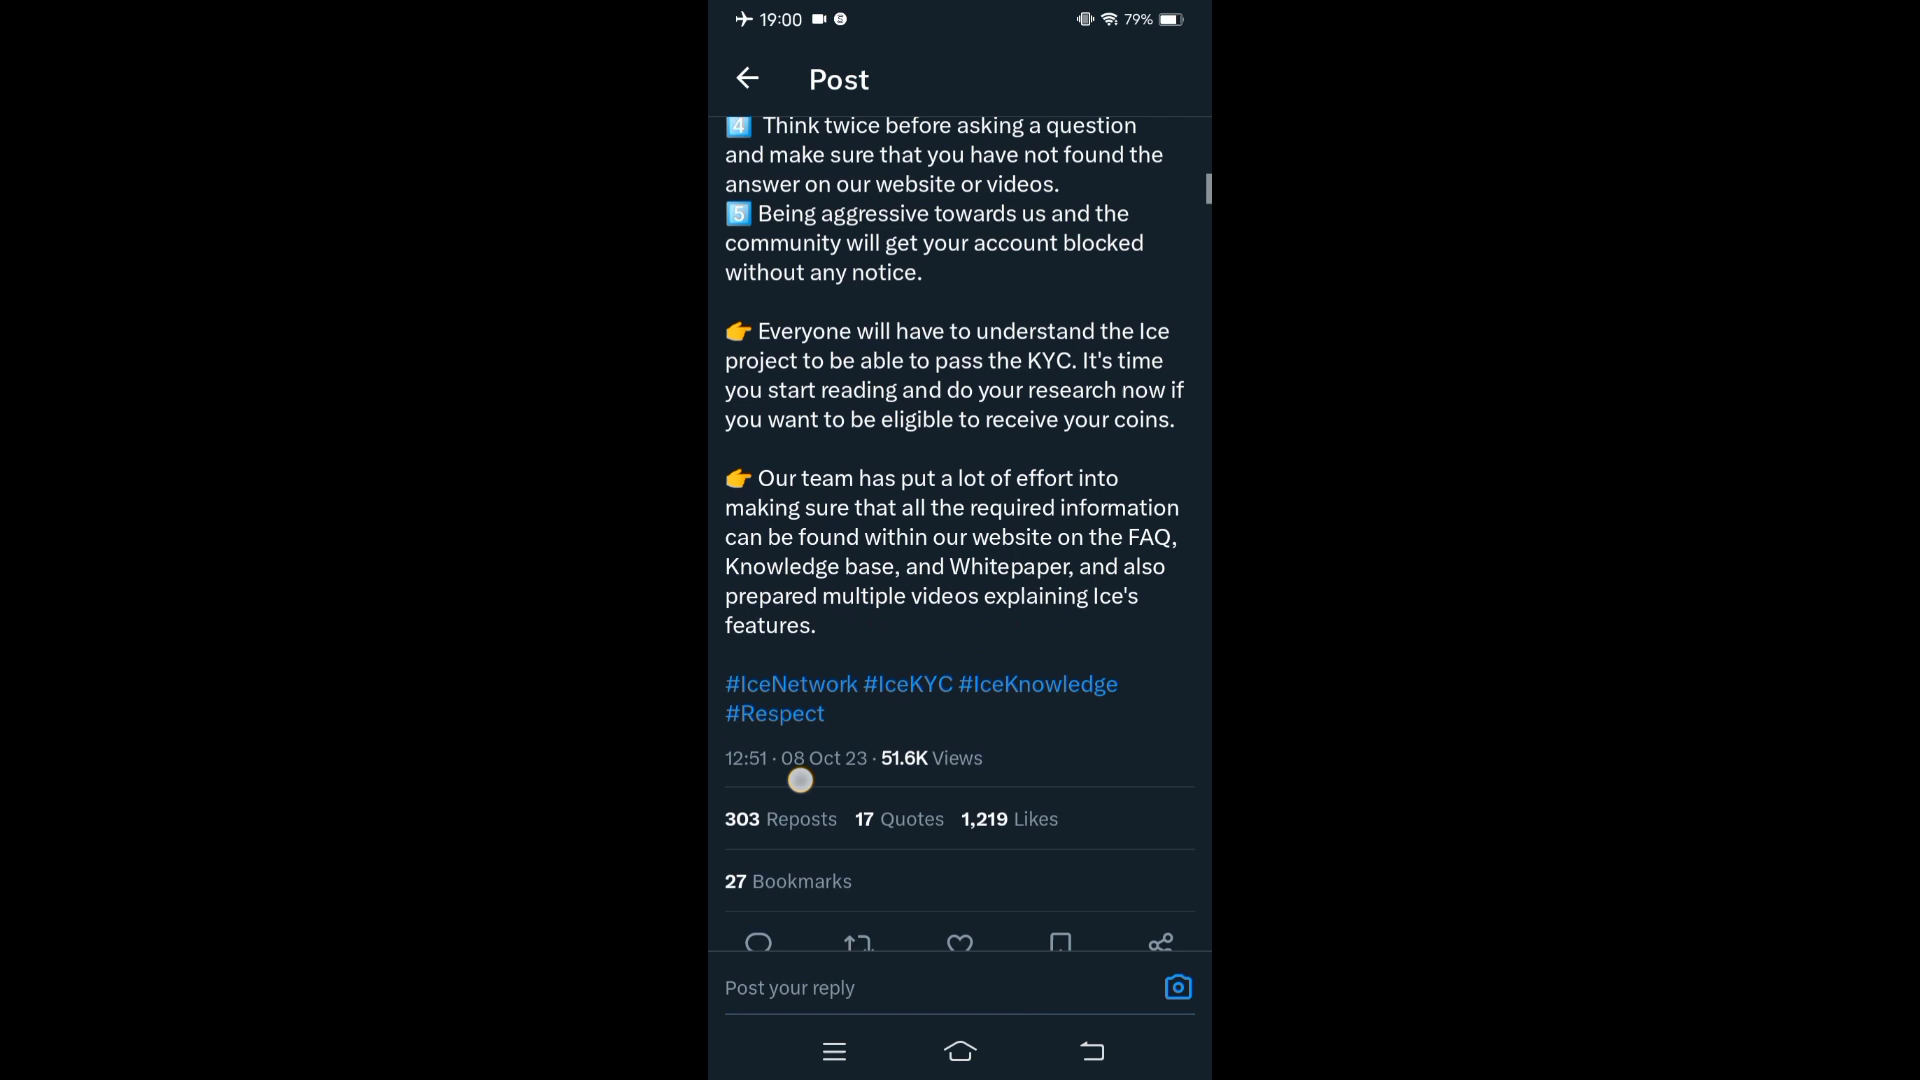 19:00
79%
Post
4 Think twice before asking a question
and make sure that you have not found the
answer on our website or videos.
5 Being aggressive towards us and the
community will get your account blocked
without any notice.
👉 Everyone will have to understand the Ice
project to be able to pass the KYC. It's time
you start reading and do your research now if
you want to be eligible to receive your coins.
👉 Our team has put a lot of effort into
making sure that all the required information
can be found within our website on the FAQ,
Knowledge base, and Whitepaper, and also
prepared multiple videos explaining Ice's
features.
#IceNetwork #IceKYC #IceKnowledge
#Respect
12:51 · 08 Oct 23 · 51.6K Views
303 Reposts 17 Quotes 1,219 Likes
27 Bookmarks
Post your reply